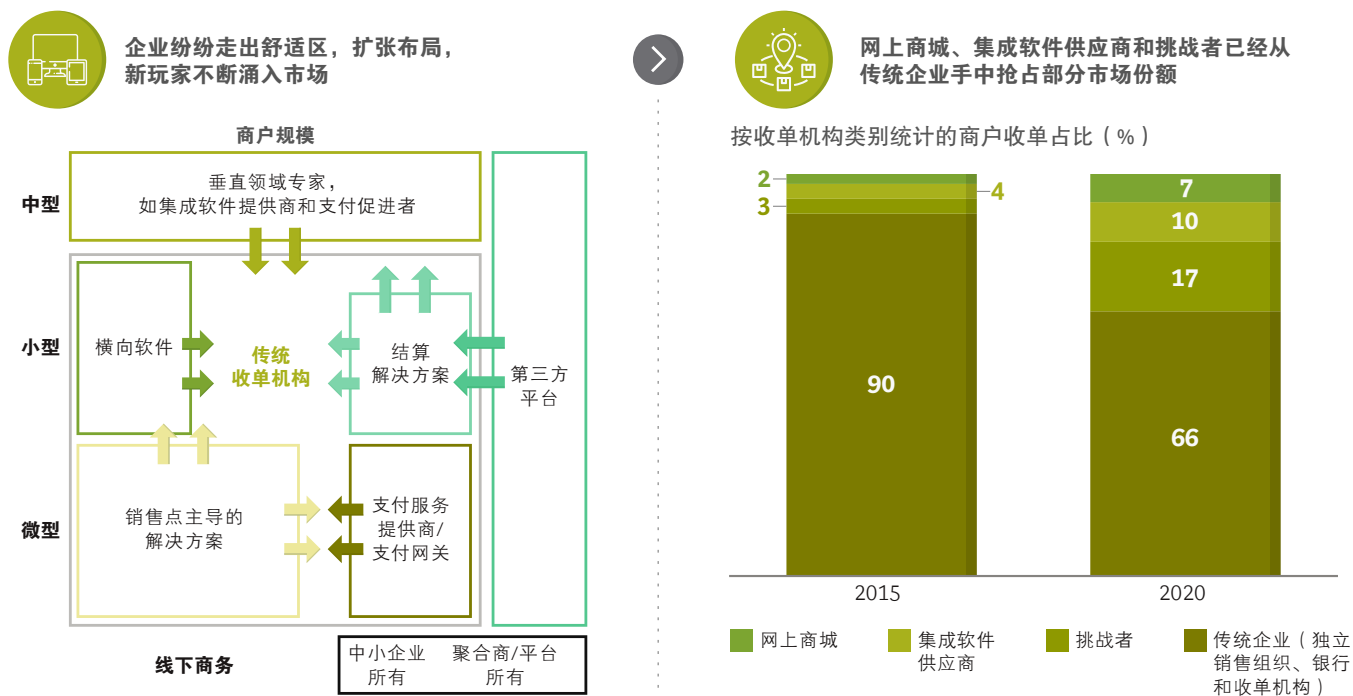 企业纷纷走出舒适区，扩张布局，
新玩家不断涌入市场
商户规模
中型
垂直领域专家，
如集成软件提供商和支付促进者
小型
横向软件
传统
收单机构
结算
解决方案
第三方
平台
微型
销售点主导的
解决方案
支付服务
提供商/
支付网关
线下商务
中小企业
所有
聚合商/平台
所有
网上商城、集成软件供应商和挑战者已经从
传统企业手中抢占部分市场份额
按收单机构类别统计的商户收单占比（%）
2
4
3
90
7
10
17
66
2015
2020
网上商城
集成软件
供应商
挑战者
传统企业（独立
销售组织、银行
和收单机构）